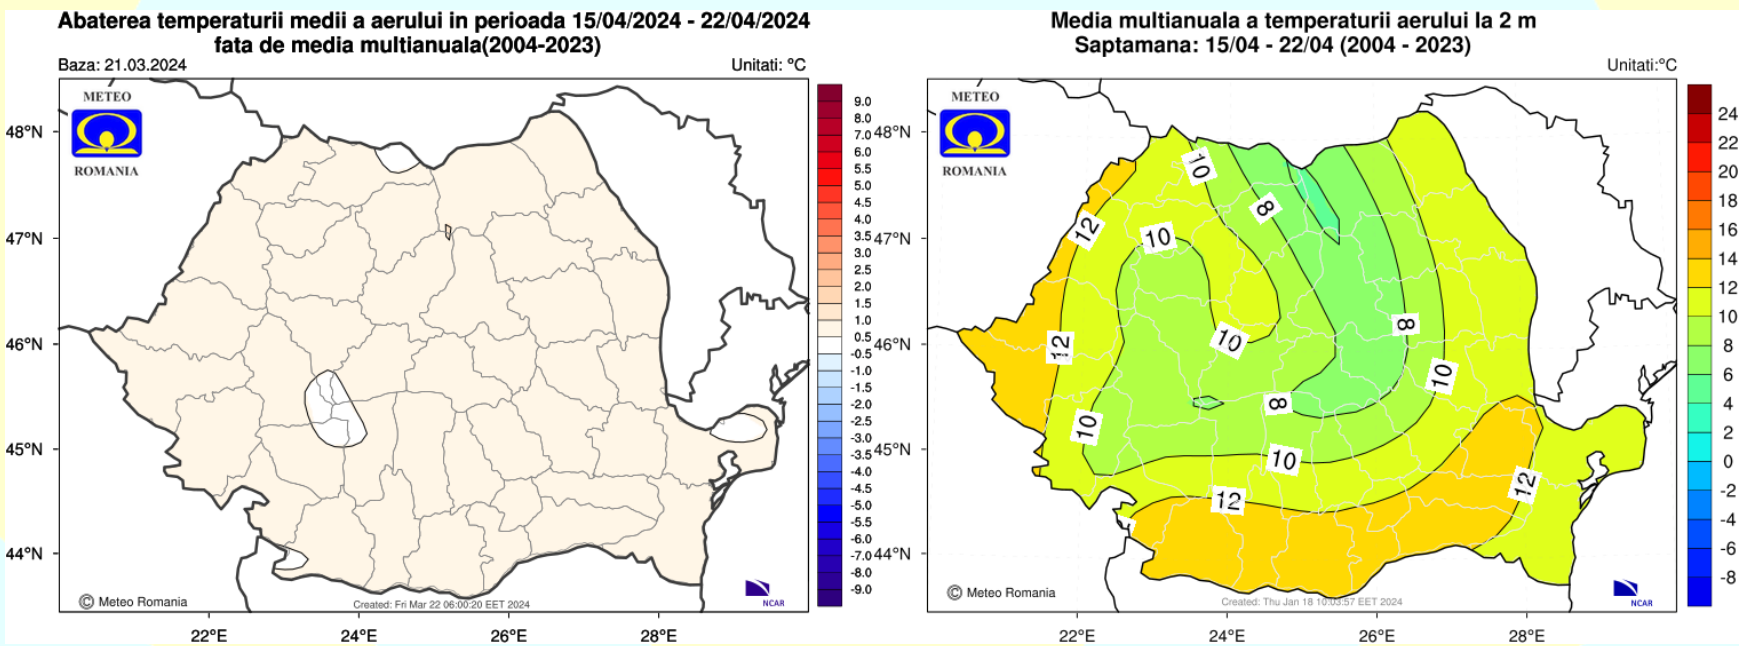 Abaterea temperaturii medii a aerului in perioada 15/04/2024 - 22/04/2024
fata de media multianuala(2004-2023)
Baza: 21.03.2024
Unitati: °C
METEO
ROMANIA
48°N
47°N
46°N
45°N
44°N
22°E
24°E
26°E
28°E
© Meteo Romania
Created: Fri Mar 22 06:00:20 EET 2024
NCAR
9.0
8.0
7.0
6.0
5.5
5.0
4.5
4.0
3.5
3.0
2.5
2.0
1.5
1.0
0.5
-0.5
-1.0
-1.5
-2.0
-2.5
-3.0
-3.5
-4.0
-4.5
-5.0
-5.5
-6.0
-7.0
-8.0
-9.0
Media multianuala a temperaturii aerului la 2 m
Saptamana: 15/04 - 22/04 (2004 - 2023)
Unitati:°C
METEO
ROMANIA
48°N
47°N
46°N
45°N
44°N
10
8
12
10
8
12
10
10
8
10
10
12
12
22°E
24°E
26°E
28°E
© Meteo Romania
Created: Thu Jan 18 10:03:57 EET 2024
NCAR
24
22
20
18
16
14
12
10
8
6
4
2
0
-2
-4
-6
-8